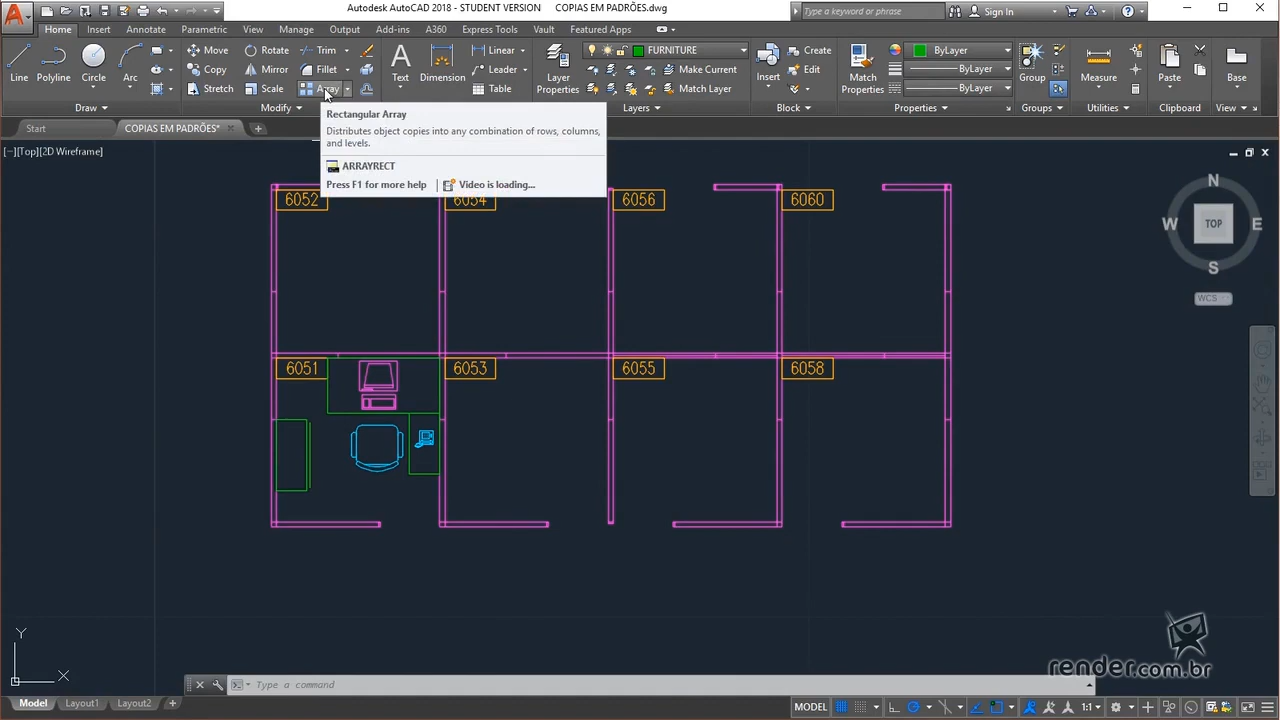 Autodesk AutoCAD 2018 - STUDENT VERSION COPIAS EM PADRÕES.dwg
Type a keyword or phrase
Sign In
Home Insert Annotate Parametric View Manage Output Add-ins A360 Express Tools Vault Featured Apps
Line Polyline Circle Arc
Move Rotate Trim
Copy Mirror Fillet
Stretch Scale Array
Text Dimension
Linear
Leader
Table
Layer Properties
FURNITURE
Make Current
Match Layer
Insert
Create
Edit
Match Properties
ByLayer
ByLayer
ByLayer
Group Measure Paste Base
Draw Modify Layers Block Properties Groups Utilities Clipboard View
Start COPIAS EM PADRÕES*
[−][Top][2D Wireframe]
Rectangular Array
Distributes object copies into any combination of rows, columns,
and levels.
ARRAYRECT
Press F1 for more help Video is loading...
N
W TOP E
S
WCS
6052 6054 6056 6060
6051 6053 6055 6058
Y
X
render.com.br
Type a command
Model Layout1 Layout2 +
MODEL 1:1